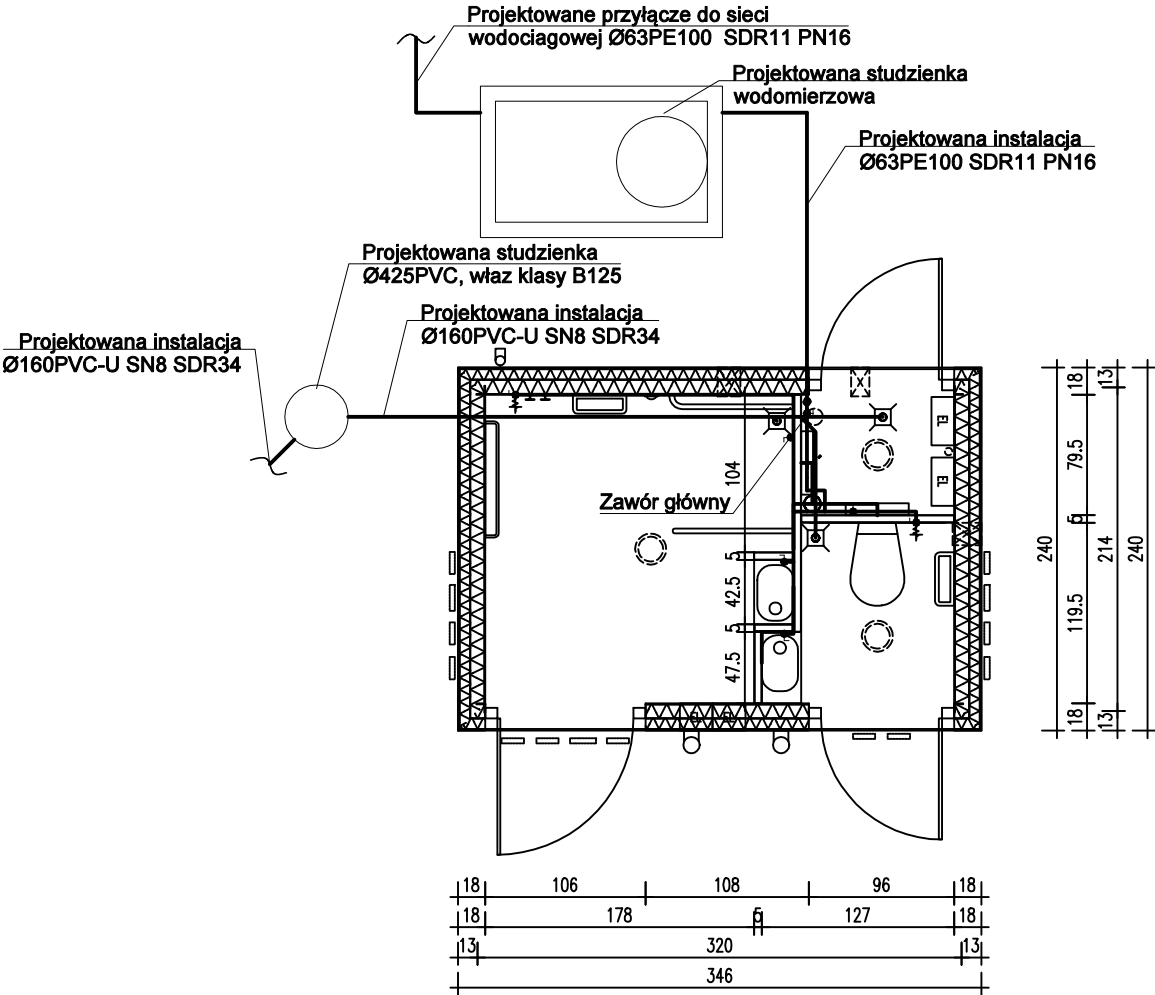 Projektowane przyłącze do sieci
wodociagowej Ø63PE100 SDR11 PN16
Projektowana studzienka
wodomierzowa
Projektowana instalacja
Ø63PE100 SDR11 PN16
Projektowana studzienka
Ø425PVC, właz klasy B125
Projektowana instalacja
Ø160PVC-U SN8 SDR34
Projektowana instalacja
Ø160PVC-U SN8 SDR34
EL
EL
Zawór główny
104
5
42.5
5
47.5
240
18
79.5
5
119.5
18
13
214
13
240
18 106 108 96 18
18 178 5 127 18
13 320 13
346